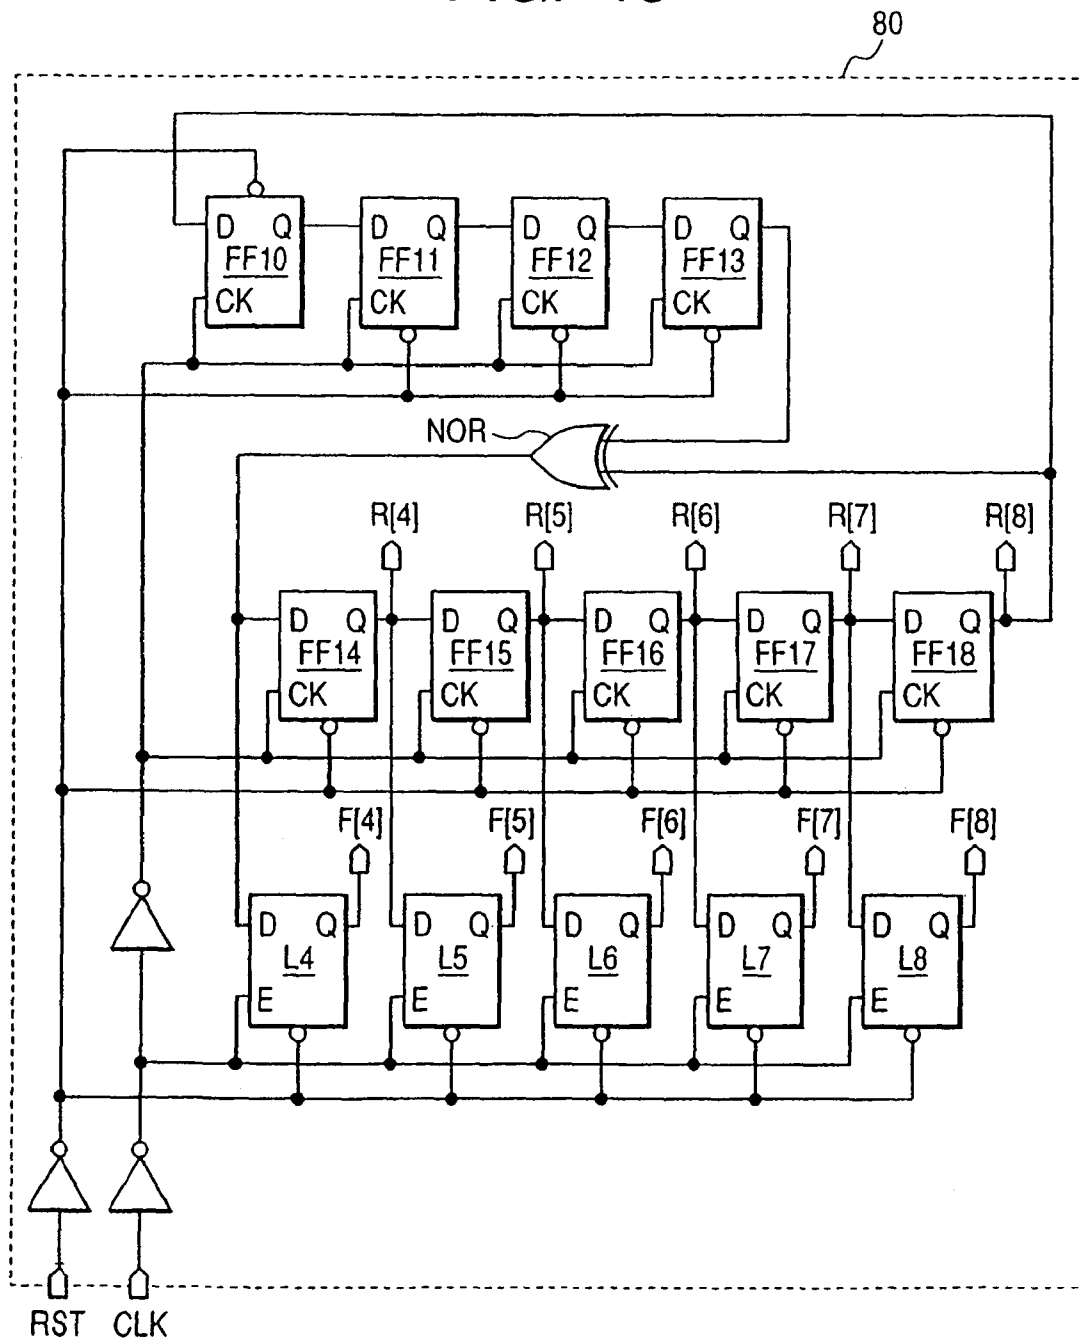 80
D Q D Q D Q D Q
FF10 FF11 FF12 FF13
CK CK CK CK
NOR
R[4] R[5] R[6] R[7] R[8]
D Q D Q D Q D Q D Q
FF14 FF15 FF16 FF17 FF18
CK CK CK CK CK
F[4] F[5] F[6] F[7] F[8]
D Q D Q D Q D Q D Q
L4 L5 L6 L7 L8
E E E E E
RST CLK